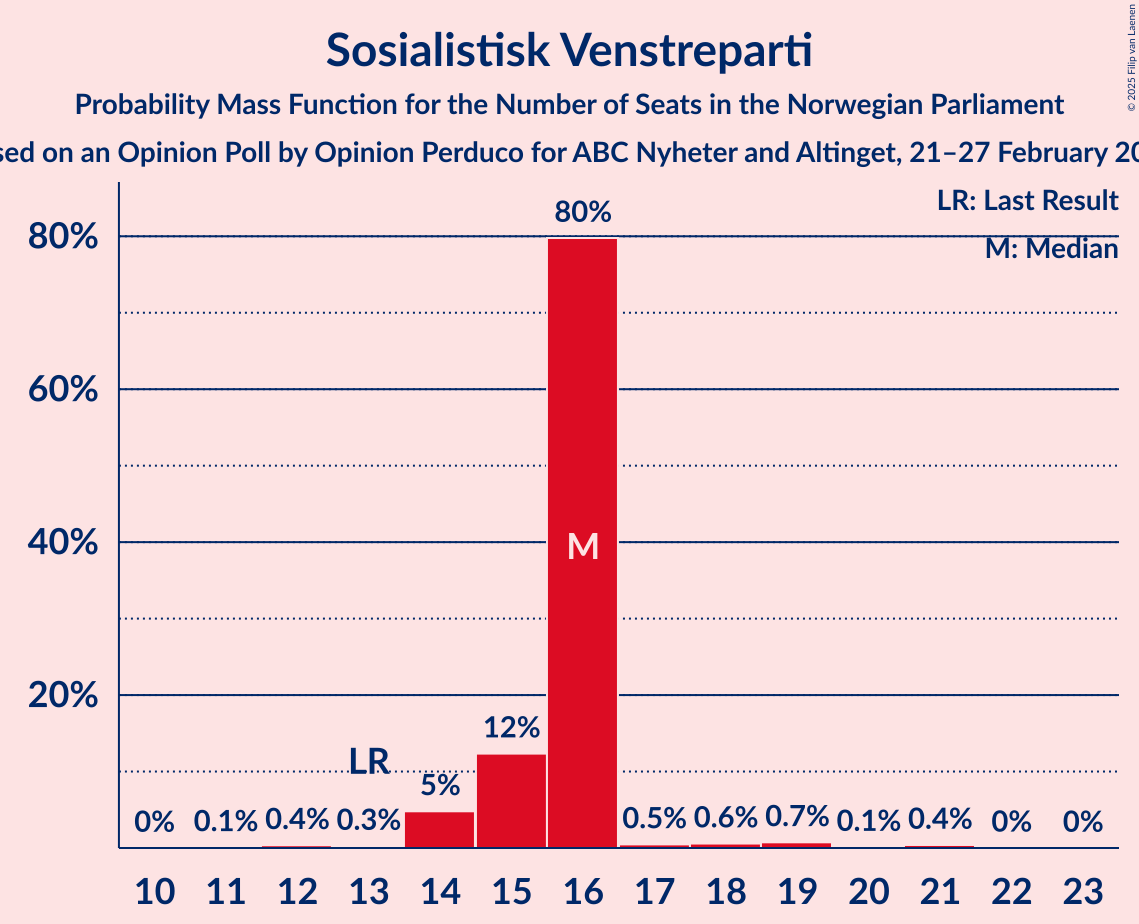 © 2025 Filip van Laenen
Sosialistisk Venstreparti
Probability Mass Function for the Number of Seats in the Norwegian Parliament
on an Opinion Poll by Opinion Perduco for ABC Nyheter and Altinget, 21–27 February
LR: Last Result
M: Median
80%
60%
40%
20%
0% 0.1% 0.4% 0.3% 5% 12% 80% 0.5% 0.6% 0.7% 0.1% 0.4% 0% 0%
LR
M
10 11 12 13 14 15 16 17 18 19 20 21 22 23